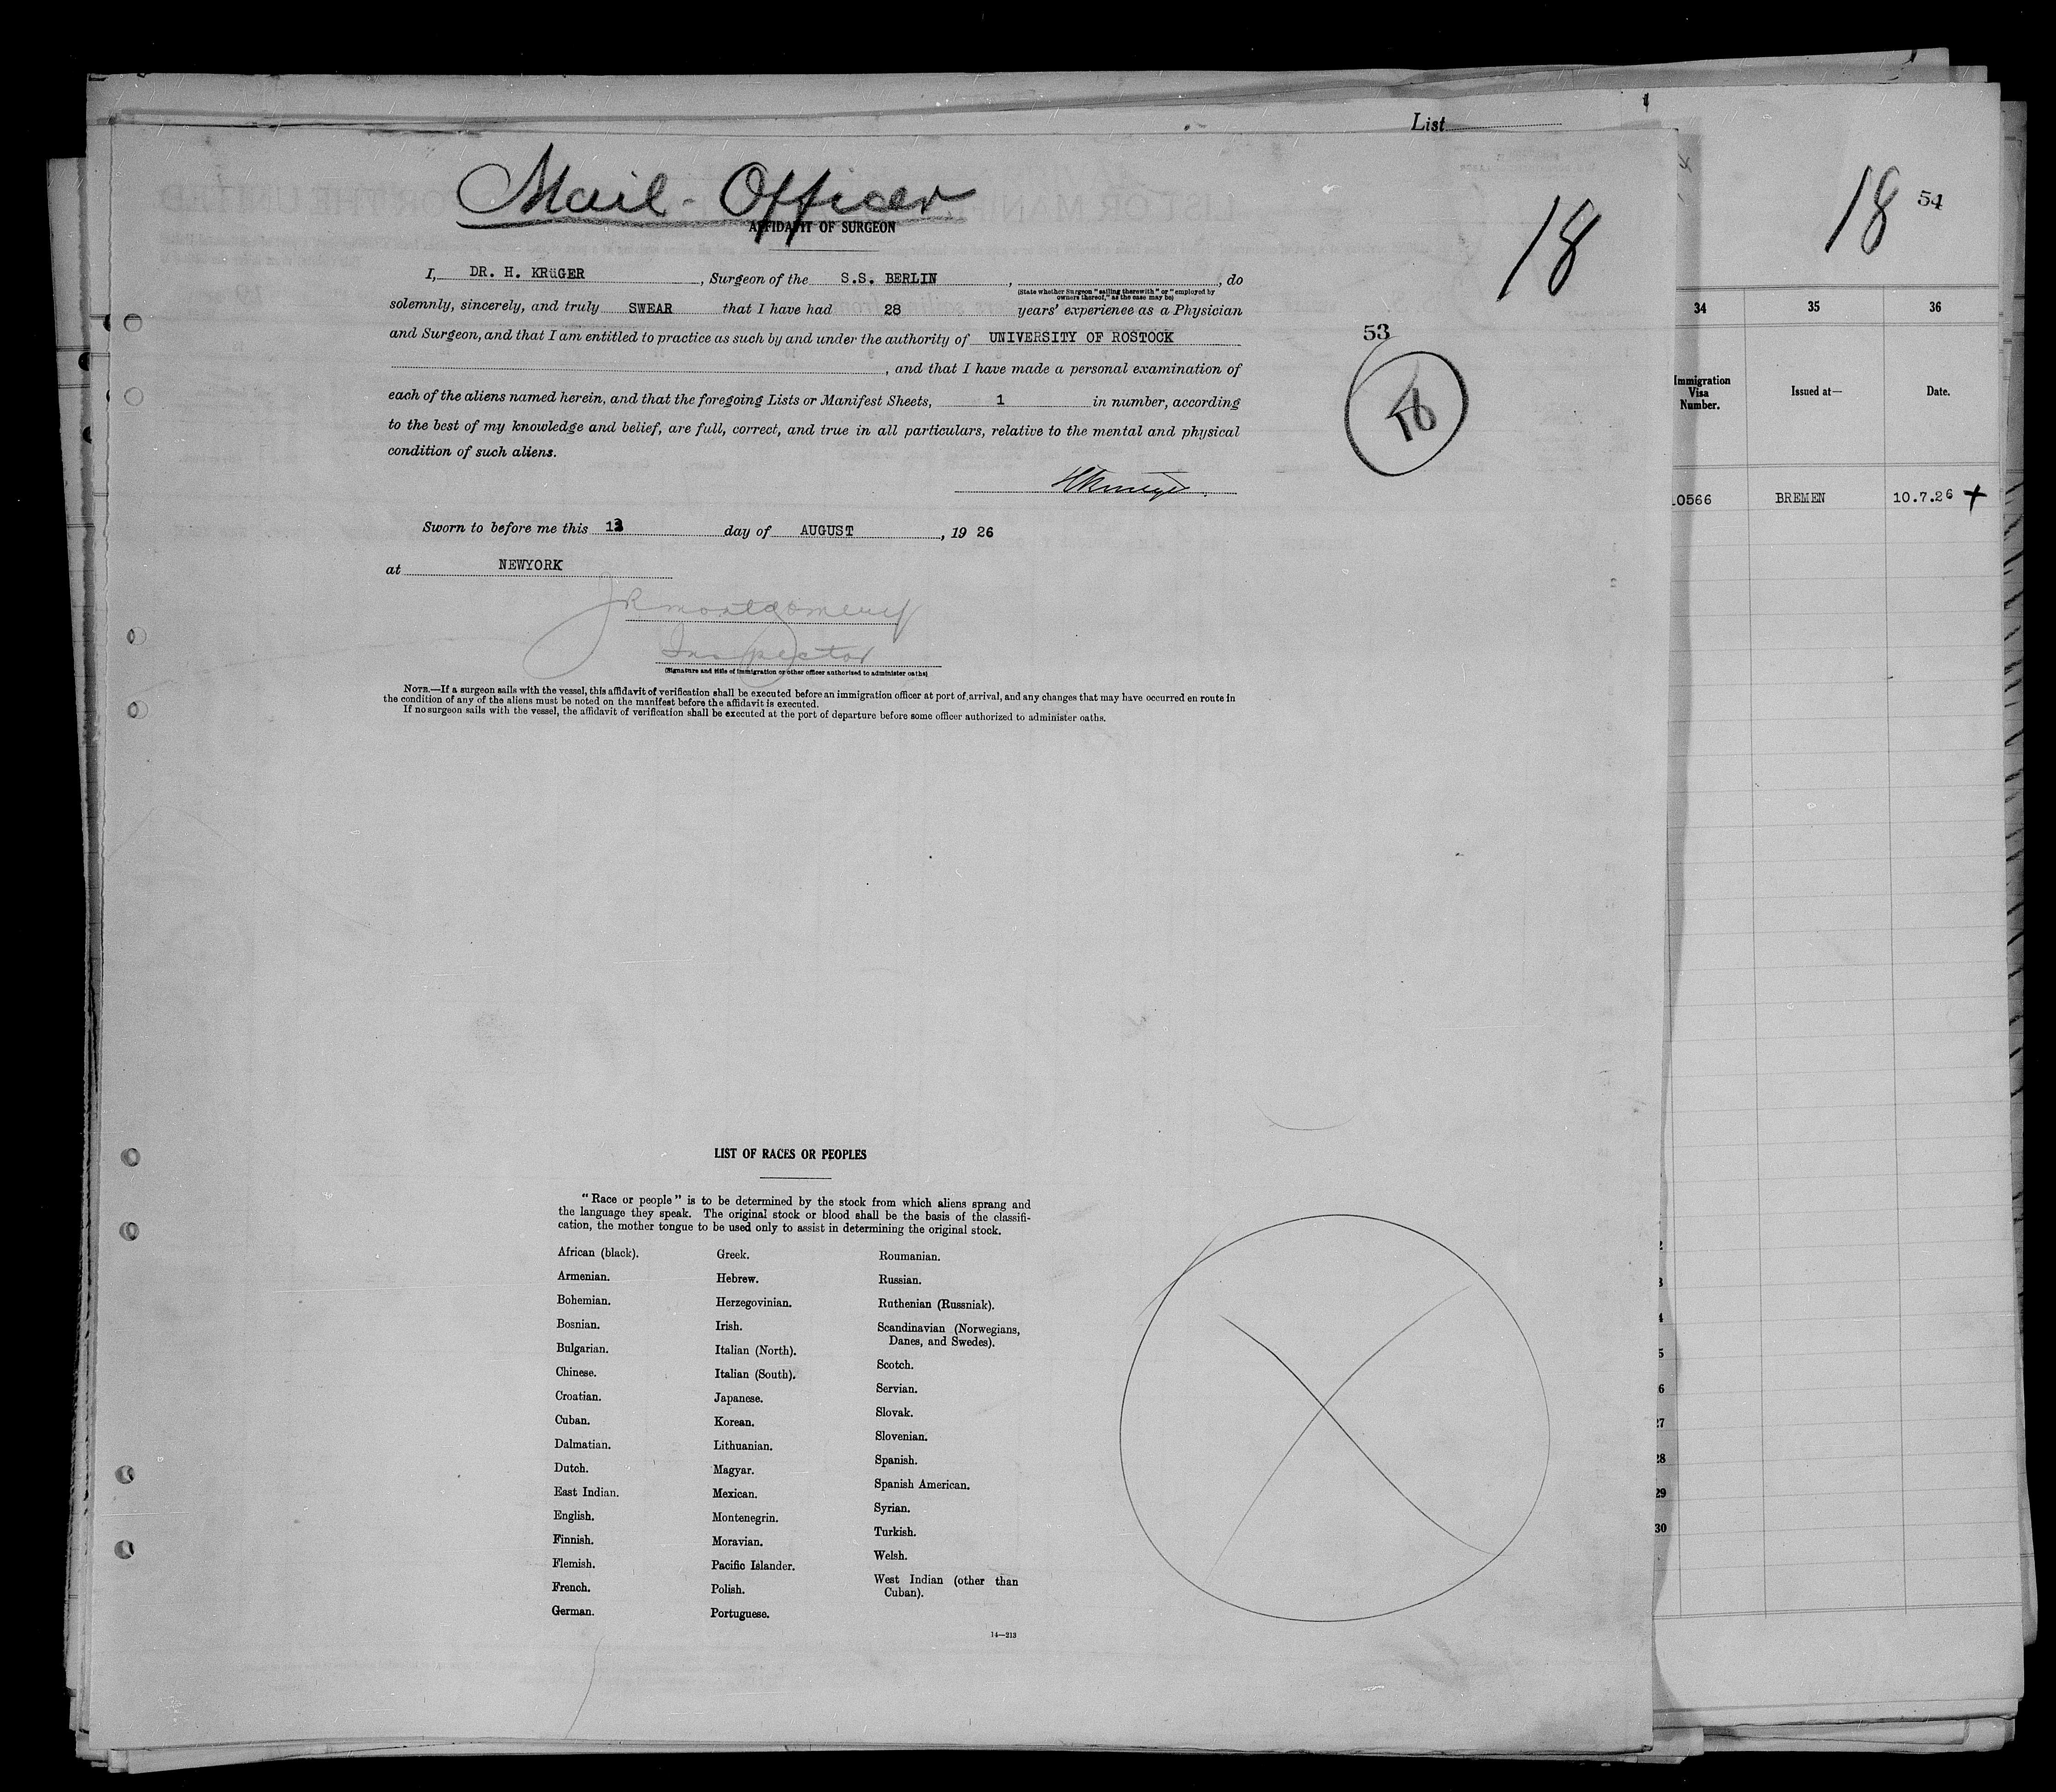 List
Mail-Officer
AFFIDAVIT OF SURGEON
18
18 54
I, DR. H. KRüGER, Surgeon of the S.S. BERLIN, , do
(State whether Surgeon "sailing therewith" or "employed by
owners thereof," as the case may be)
solemnly, sincerely, and truly SWEAR that I have had 28 years' experience as a Physician
and Surgeon, and that I am entitled to practice as such by and under the authority of UNIVERSITY OF ROSTOCK
, and that I have made a personal examination of
each of the aliens named herein, and that the foregoing Lists or Manifest Sheets, 1 in number, according
to the best of my knowledge and belief, are full, correct, and true in all particulars, relative to the mental and physical
condition of such aliens.
HKrueger.
53
18
Sworn to before me this 13 day of AUGUST, 19 26
at NEWYORK
JR Montgomery
Inspector
(Signature and title of immigration or other officer authorized to administer oaths)
NOTE.—If a surgeon sails with the vessel, this affidavit of verification shall be executed before an immigration officer at port of arrival, and any changes that may have occurred en route in
the condition of any of the aliens must be noted on the manifest before the affidavit is executed.
If no surgeon sails with the vessel, the affidavit of verification shall be executed at the port of departure before some officer authorized to administer oaths.
34 35 36
Immigration
Visa
Number.
Issued at—
Date.
10566 BREMEN 10.7.26
LIST OF RACES OR PEOPLES
"Race or people" is to be determined by the stock from which aliens sprang and
the language they speak. The original stock or blood shall be the basis of the classifi-
cation, the mother tongue to be used only to assist in determining the original stock.
African (black).
Armenian.
Bohemian.
Bosnian.
Bulgarian.
Chinese.
Croatian.
Cuban.
Dalmatian.
Dutch.
East Indian.
English.
Finnish.
Flemish.
French.
German.
Greek.
Hebrew.
Herzegovinian.
Irish.
Italian (North).
Italian (South).
Japanese.
Korean.
Lithuanian.
Magyar.
Mexican.
Montenegrin.
Moravian.
Pacific Islander.
Polish.
Portuguese.
Roumanian.
Russian.
Ruthenian (Russniak).
Scandinavian (Norwegians,
Danes, and Swedes).
Scotch.
Servian.
Slovak.
Slovenian.
Spanish.
Spanish American.
Syrian.
Turkish.
Welsh.
West Indian (other than
Cuban).
14—213
2
3
4
5
6
27
28
29
30